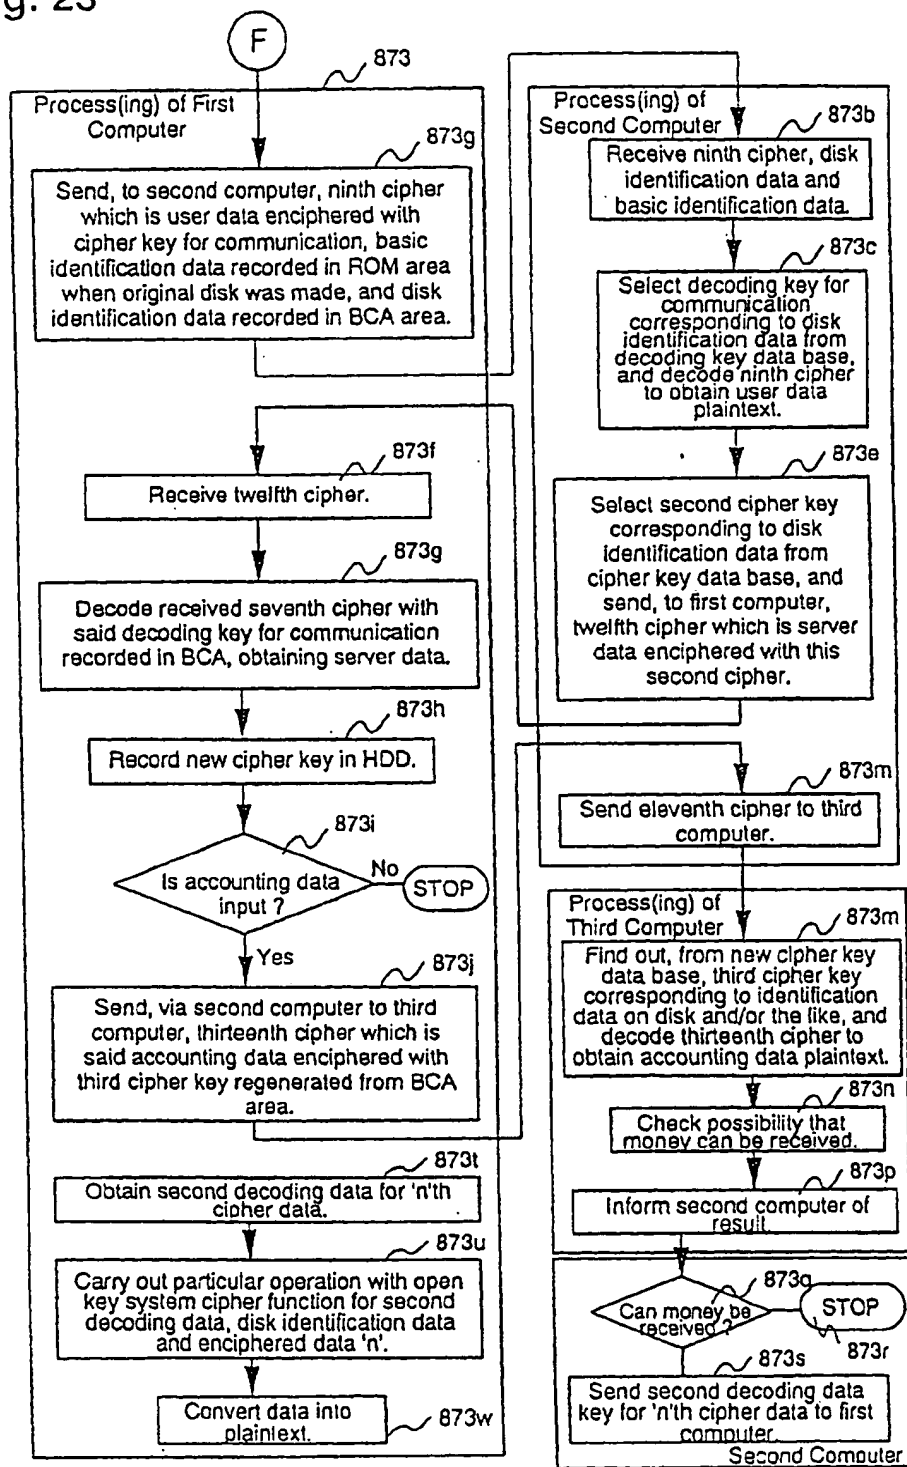 g. 23
F
873
Process(ing) of First
Computer
873g
Send, to second computer, ninth cipher
which is user data enciphered with
cipher key for communication, basic
identification data recorded in ROM area
when original disk was made, and disk
identification data recorded in BCA area.
873f
Receive twelfth cipher.
873g
Decode received seventh cipher with
said decoding key for communication
recorded in BCA, obtaining server data.
873h
Record new cipher key in HDD.
873i
Is accounting data
input ?
No
STOP
Yes
873j
Send, via second computer to third
computer, thirteenth cipher which is
said accounting data enciphered with
third cipher key regenerated from BCA
area.
873t
Obtain second decoding data for 'n'th
cipher data.
873u
Carry out particular operation with open
key system cipher function for second
decoding data, disk identification data
and enciphered data 'n'.
Convert data into
plaintext.
873w
Process(ing) of
Second Computer
873b
Receive ninth cipher, disk
identification data and
basic identification data.
873c
Select decoding key for
communication
corresponding to disk
identification data from
decoding key data base,
and decode ninth cipher
to obtain user data
plaintext.
873e
Select second cipher key
corresponding to disk
identification data from
cipher key data base, and
send, to first computer,
twelfth cipher which is server
data enciphered with this
second cipher.
873m
Send eleventh cipher to third
computer.
Process(ing) of
Third Computer
873m
Find out, from new cipher key
data base, third cipher key
corresponding to identification
data on disk and/or the like, and
decode thirteenth cipher to
obtain accounting data plaintext.
873n
Check possibility that
money can be received.
873p
Inform second computer of
result.
873q
Can money be
received ?
STOP
873r
873s
Send second decoding data
key for 'n'th cipher data to first
computer.
Second Computer